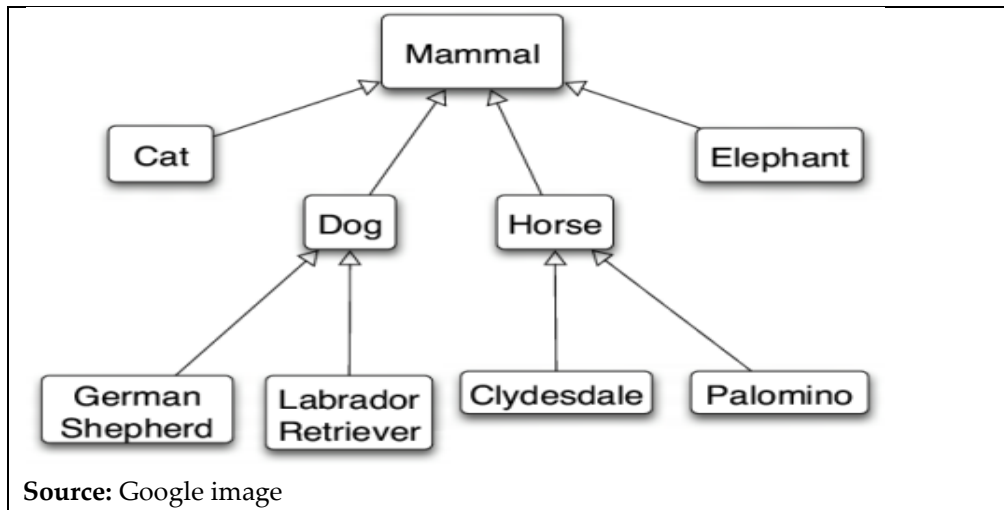 Mammal
Cat
Elephant
Dog
Horse
German
Shepherd
Labrador
Retriever
Clydesdale
Palomino
Source: Google image